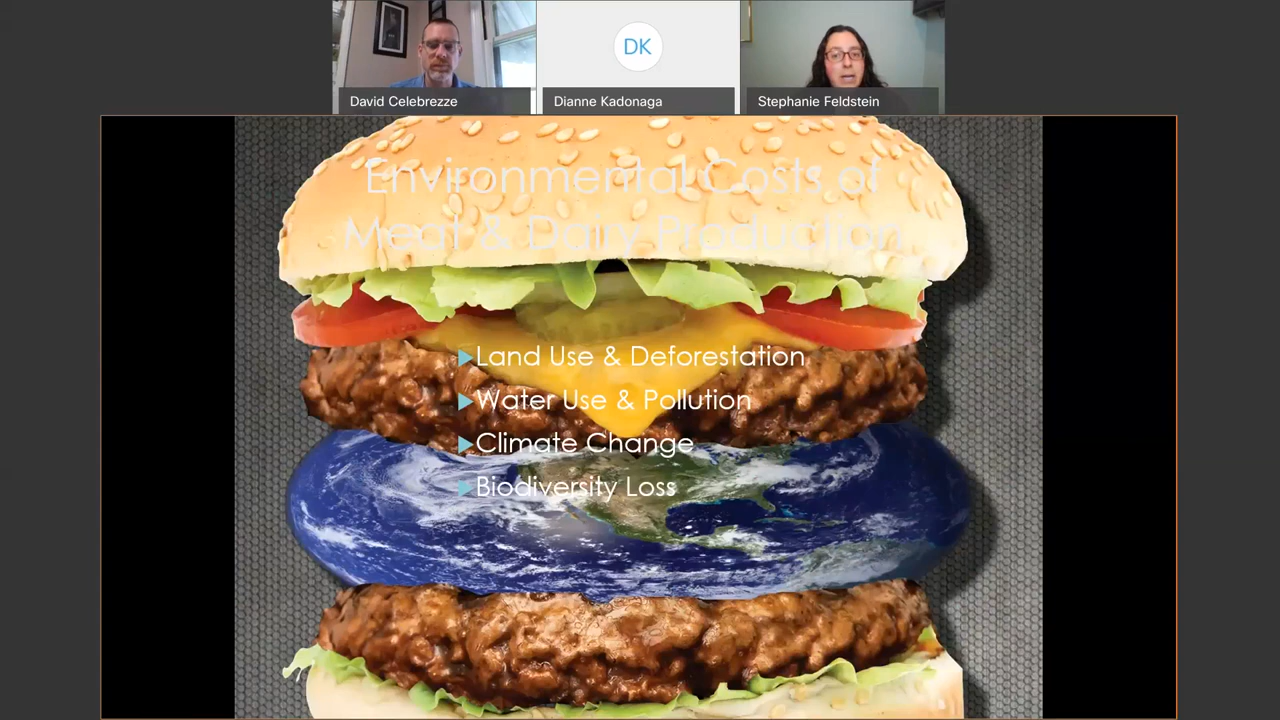 DK
David Celebrezze
Dianne Kadonaga
Stephanie Feldstein
Environmental Costs of
Meat & Dairy Production
Land Use & Deforestation
Water Use & Pollution
Climate Change
Biodiversity Loss